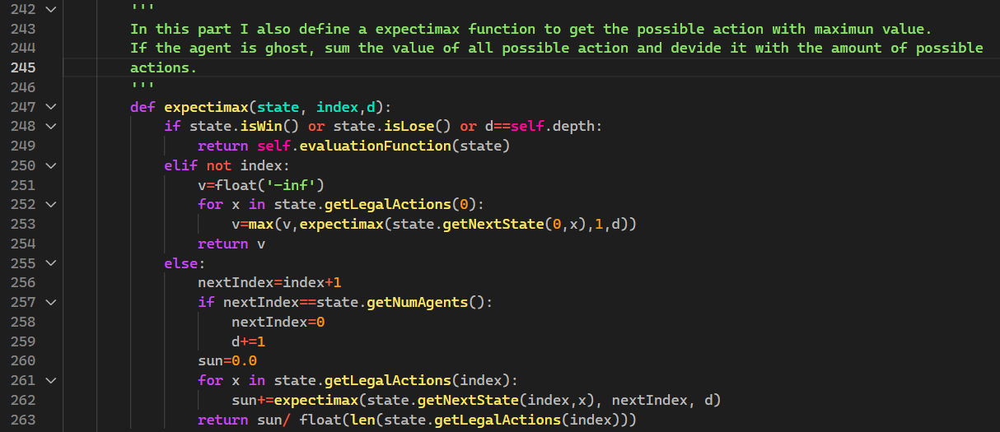 242 '''
243 In this part I also define a expectimax function to get the possible action with maximun value.
244 If the agent is ghost, sum the value of all possible action and devide it with the amount of possible
245 actions.
246 '''
247 def expectimax(state, index,d):
248 if state.isWin() or state.isLose() or d==self.depth:
249 return self.evaluationFunction(state)
250 elif not index:
251 v=float('-inf')
252 for x in state.getLegalActions(0):
253 v=max(v,expectimax(state.getNextState(0,x),1,d))
254 return v
255 else:
256 nextIndex=index+1
257 if nextIndex==state.getNumAgents():
258 nextIndex=0
259 d+=1
260 sun=0.0
261 for x in state.getLegalActions(index):
262 sun+=expectimax(state.getNextState(index,x), nextIndex, d)
263 return sun/ float(len(state.getLegalActions(index)))